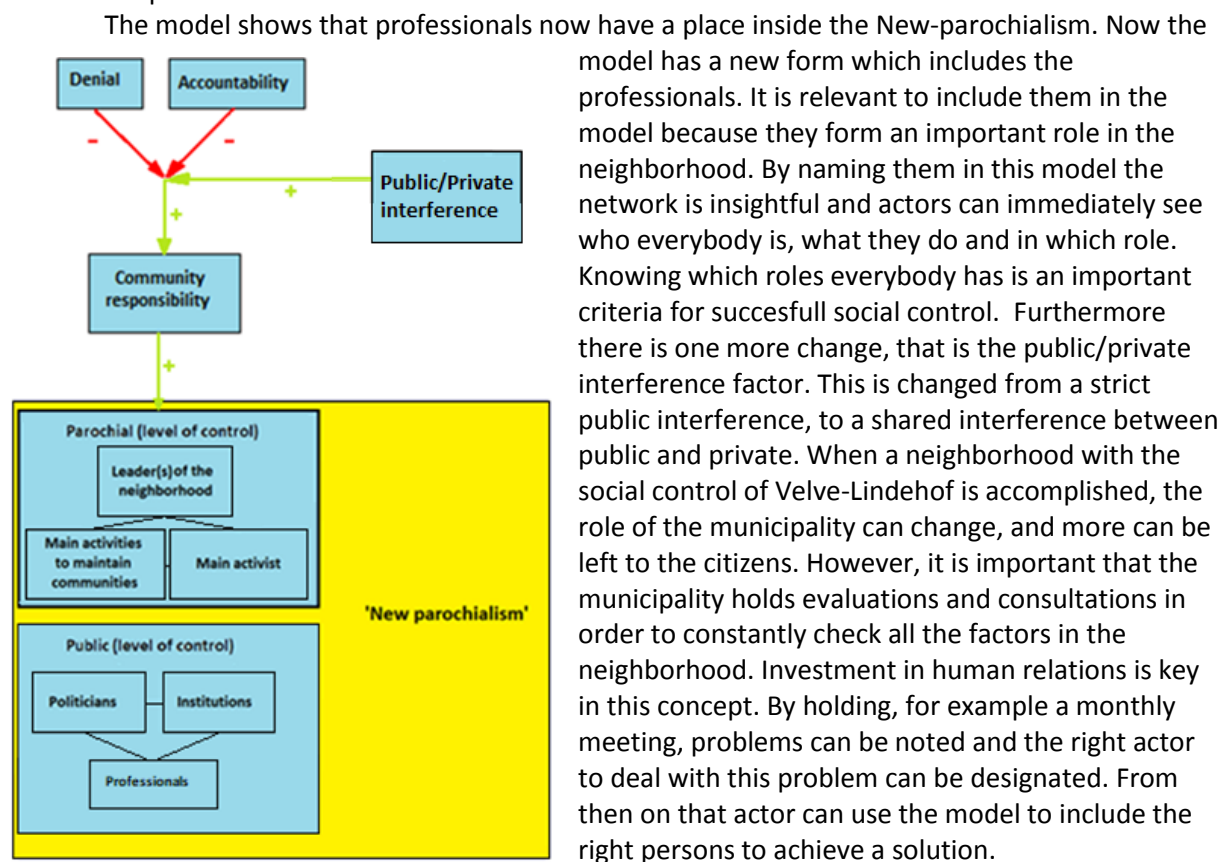 The model shows that professionals now have a place inside the New-parochialism. Now the
model has a new form which includes the
professionals. It is relevant to include them in the
model because they form an important role in the
neighborhood. By naming them in this model the
network is insightful and actors can immediately see
who everybody is, what they do and in which role.
Knowing which roles everybody has is an important
criteria for succesfull social control.  Furthermore
there is one more change, that is the public/private
interference factor. This is changed from a strict
public interference, to a shared interference between
public and private. When a neighborhood with the
social control of Velve-Lindehof is accomplished, the
role of the municipality can change, and more can be
left to the citizens. However, it is important that the
municipality holds evaluations and consultations in
order to constantly check all the factors in the
neighborhood. Investment in human relations is key
in this concept. By holding, for example a monthly
meeting, problems can be noted and the right actor
to deal with this problem can be designated. From
then on that actor can use the model to include the
right persons to achieve a solution.
Denial
Accountability
-
-
Public/Private
interference
+
+
Community
responsibility
+
Parochial (level of control)
Leader(s)of the
neighborhood
Main activities
to maintain
communities
Main activist
'New parochialism'
Public (level of control)
Politicians
Institutions
Professionals